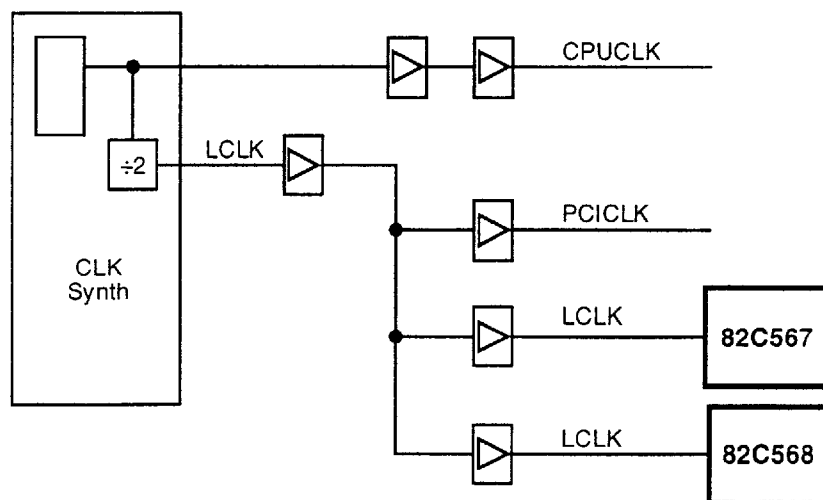 CPUCLK
LCLK
÷2
PCICLK
CLK
Synth
LCLK
82C567
LCLK
82C568